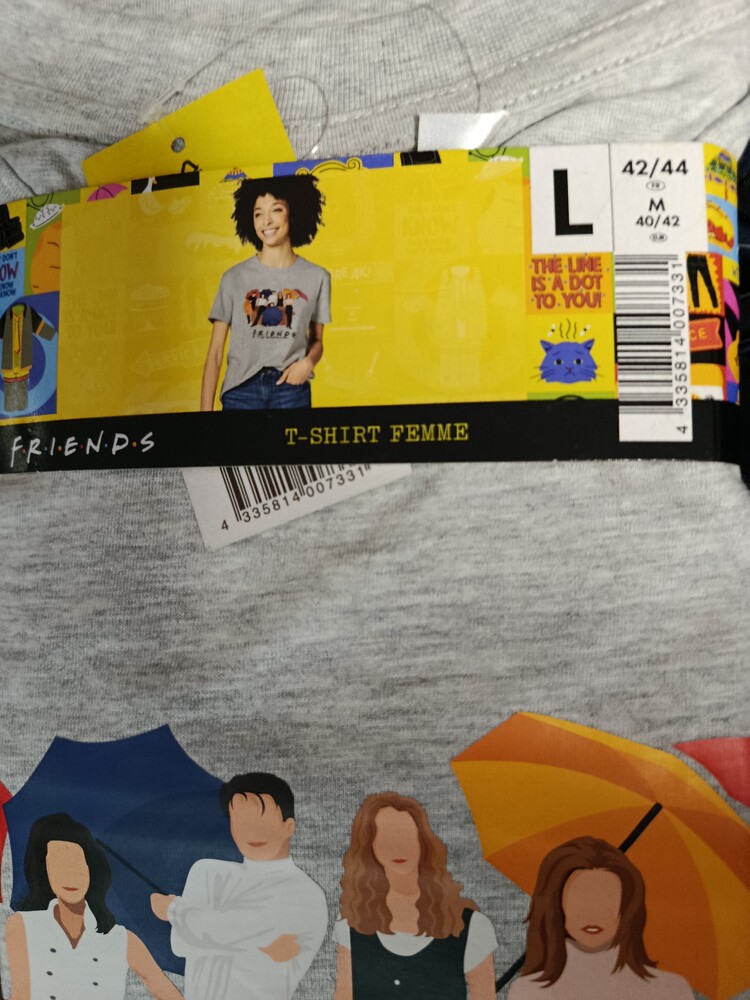 L
42/44
FR
M
40/42
THE LINE
IS A DOT
TO YOU!
4 335814 007331
F·R·I·E·N·D·S
T-SHIRT FEMME
4 335814 007331
FRIENDS